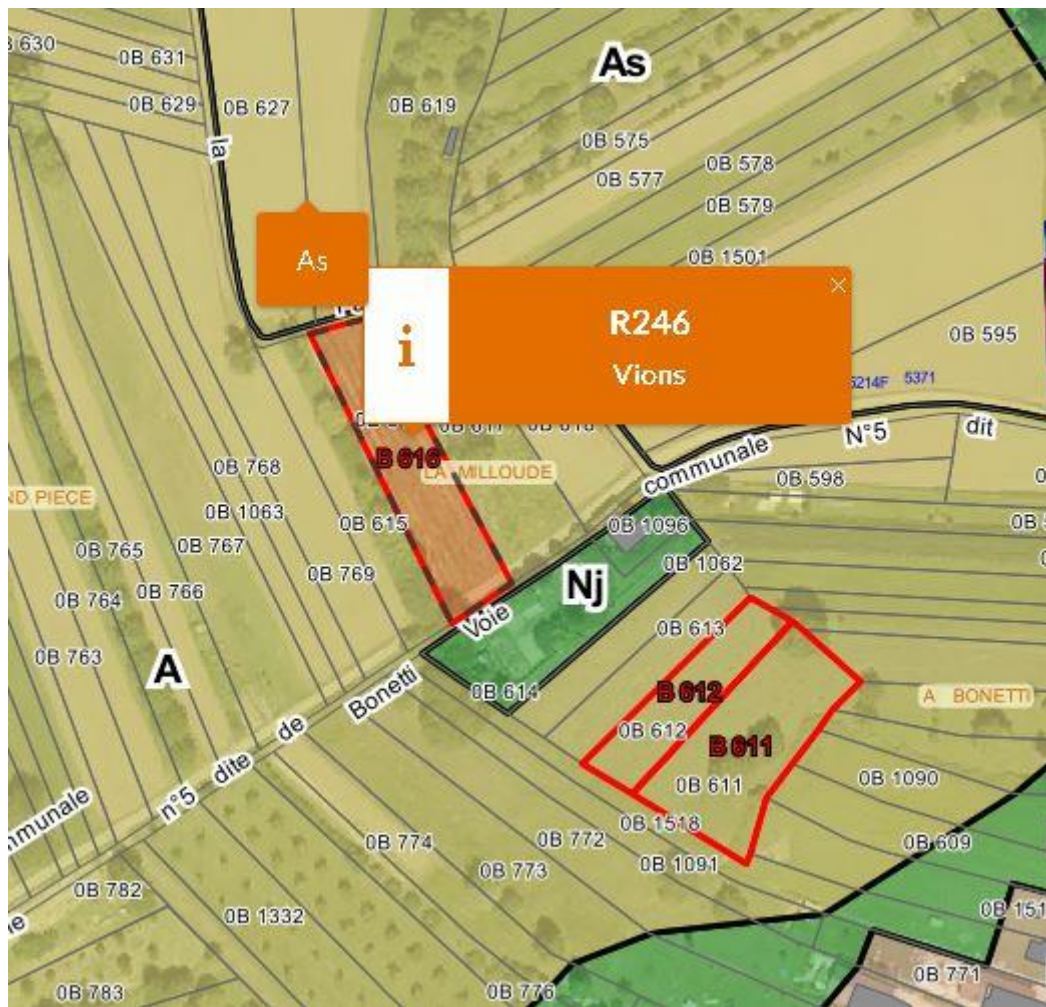 0B 631
As
0B 629
0B 627
0B 619
la
0B 575
0B 578
0B 577
0B 579
0B 1501
As
R246
Vions
0B 595
5214F 5371
N°5
dit
communale
B 616
LA MILLOUDE
0B 768
0B 598
0B 1063
0B 615
0B 1096
0B 765
0B 767
0B 769
0B 1062
0B 764
0B 766
Nj
Voie
0B 613
0B 763
A
0B 614
B 612
A BONETTI
Bonetti
0B 612
B 611
de
dite
n°5
0B 611
0B 1090
0B 1518
0B 774
0B 772
0B 609
0B 773
0B 1091
0B 782
0B 1332
0B 771
0B 783
0B 776